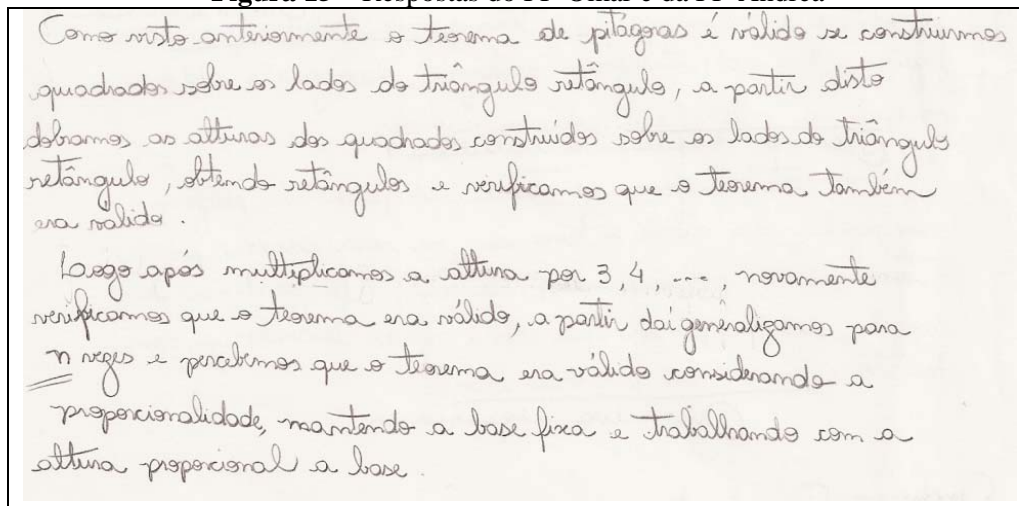 Como visto anteriormente o teorema de pitágoras é válido se construirmos
quadrados sobre os lados do triângulo retângulo, a partir disto
dobramos as alturas dos quadrados construídos sobre os lados do triângulo
retângulo, obtendo retângulos e verificamos que o teorema também
era válido.
Logo após multiplicamos a altura por 3, 4, ..., novamente
verificamos que o teorema era válido, a partir daí generalizamos para
n vezes e percebemos que o teorema era válido considerando a
proporcionalidade, mantendo a base fixa e trabalhando com a
altura proporcional a base.